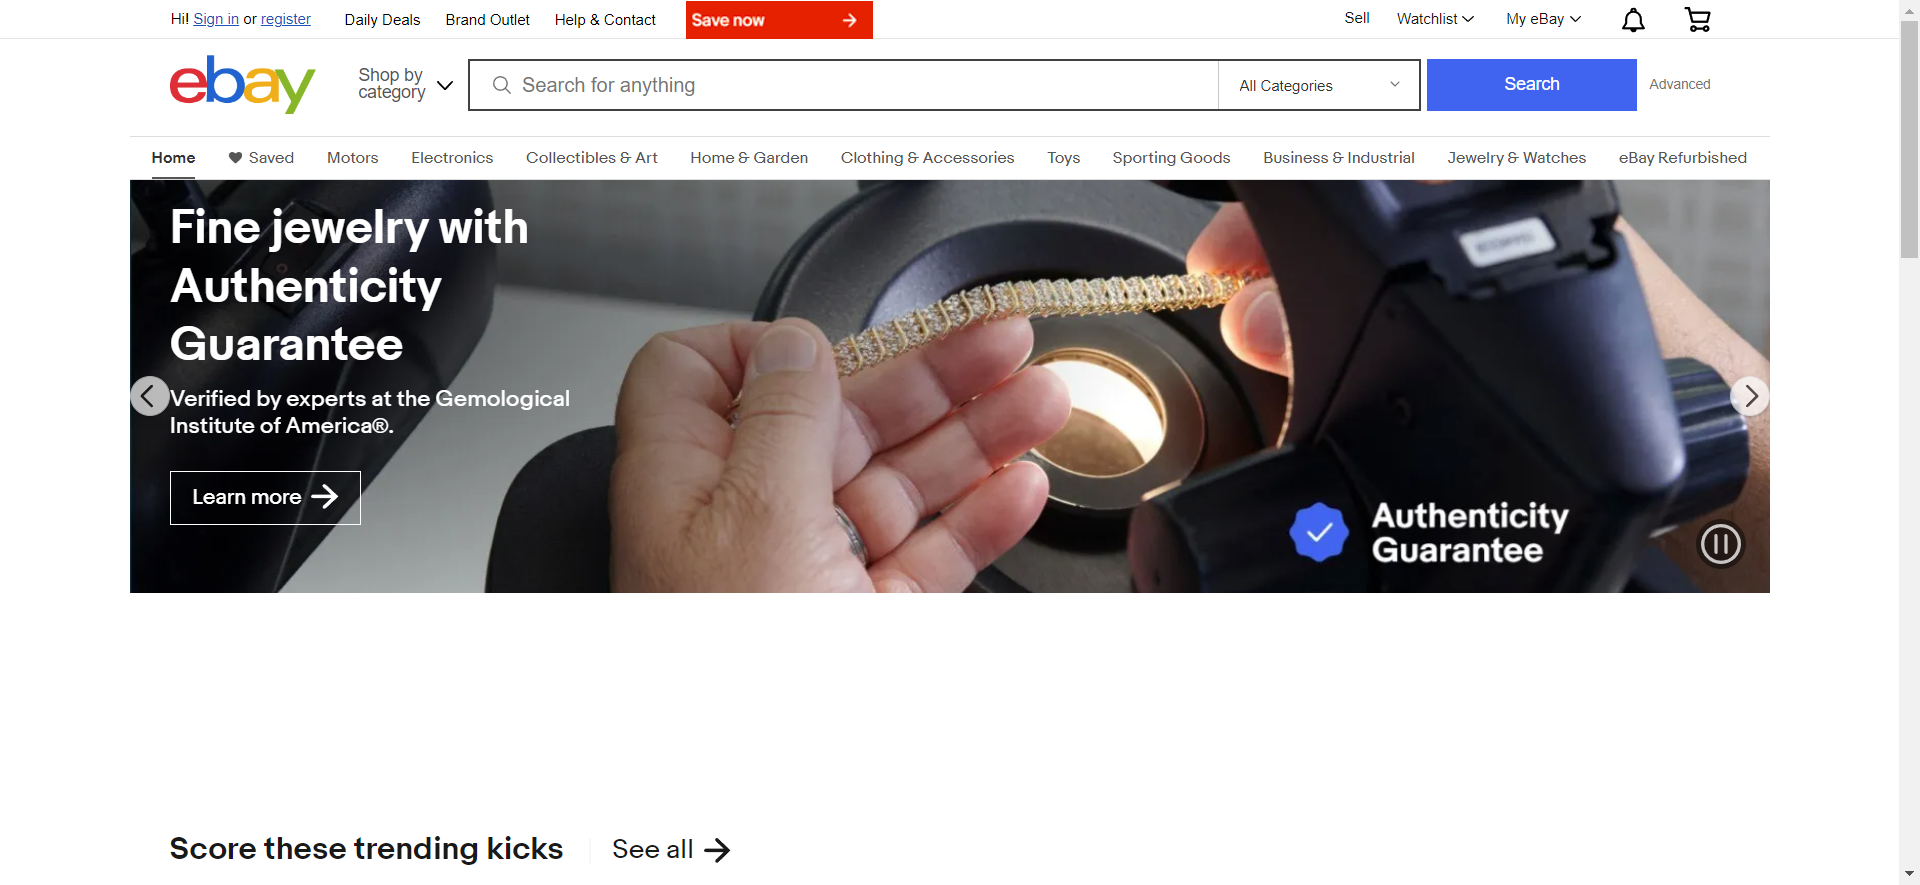 Hi! Sign in or register Daily Deals Brand Outlet Help & Contact Save now Sell Watchlist My eBay
ebay Shop by category Search for anything All Categories Search Advanced
Home Saved Motors Electronics Collectibles & Art Home & Garden Clothing & Accessories Toys Sporting Goods Business & Industrial Jewelry & Watches eBay Refurbished
Fine jewelry with
Authenticity
Guarantee
Verified by experts at the Gemological
Institute of America®.
Learn more
Authenticity
Guarantee
Score these trending kicks See all